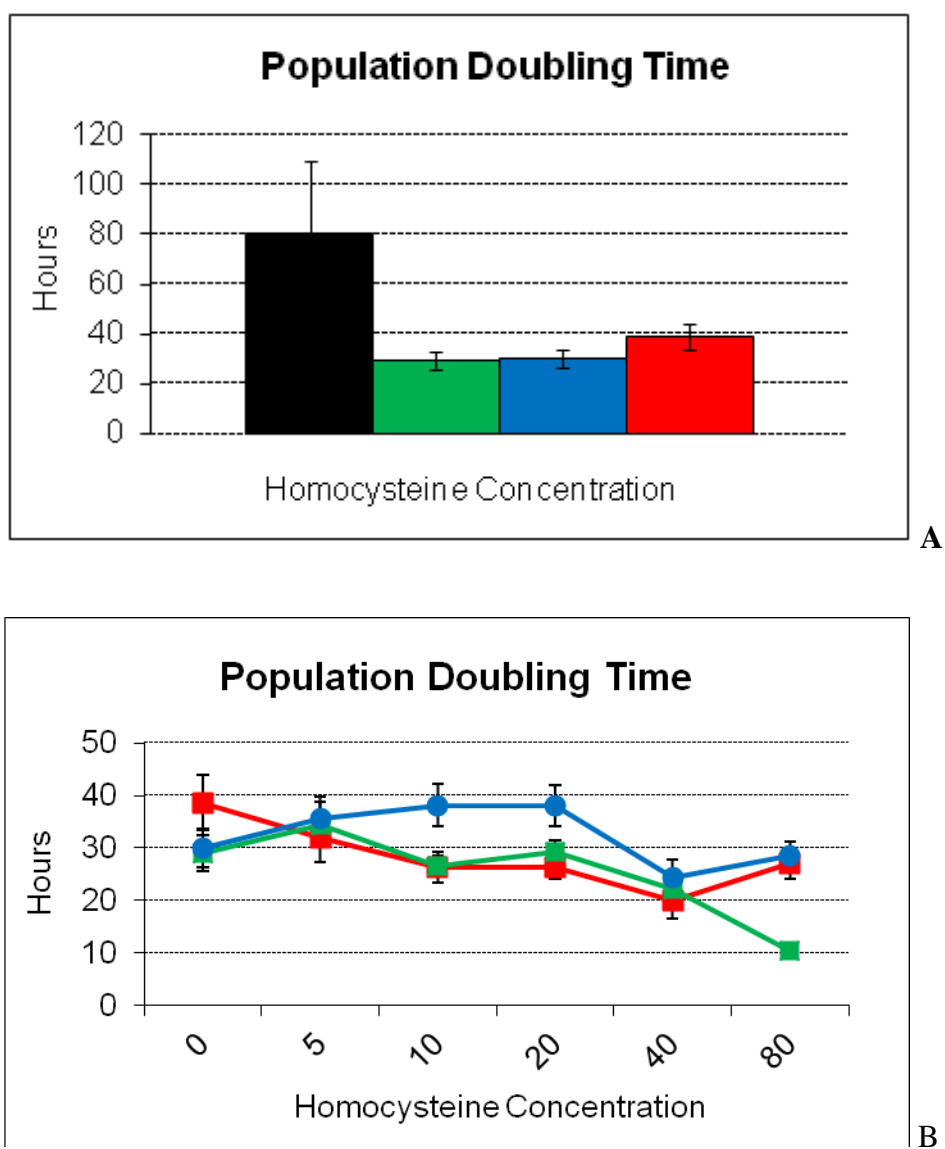 Population Doubling Time
120
100
80
60
40
20
0
Hours
Homocysteine Concentration
A
Population Doubling Time
50
40
30
20
10
0
Hours
0 5 10 20 40 80
Homocysteine Concentration
B